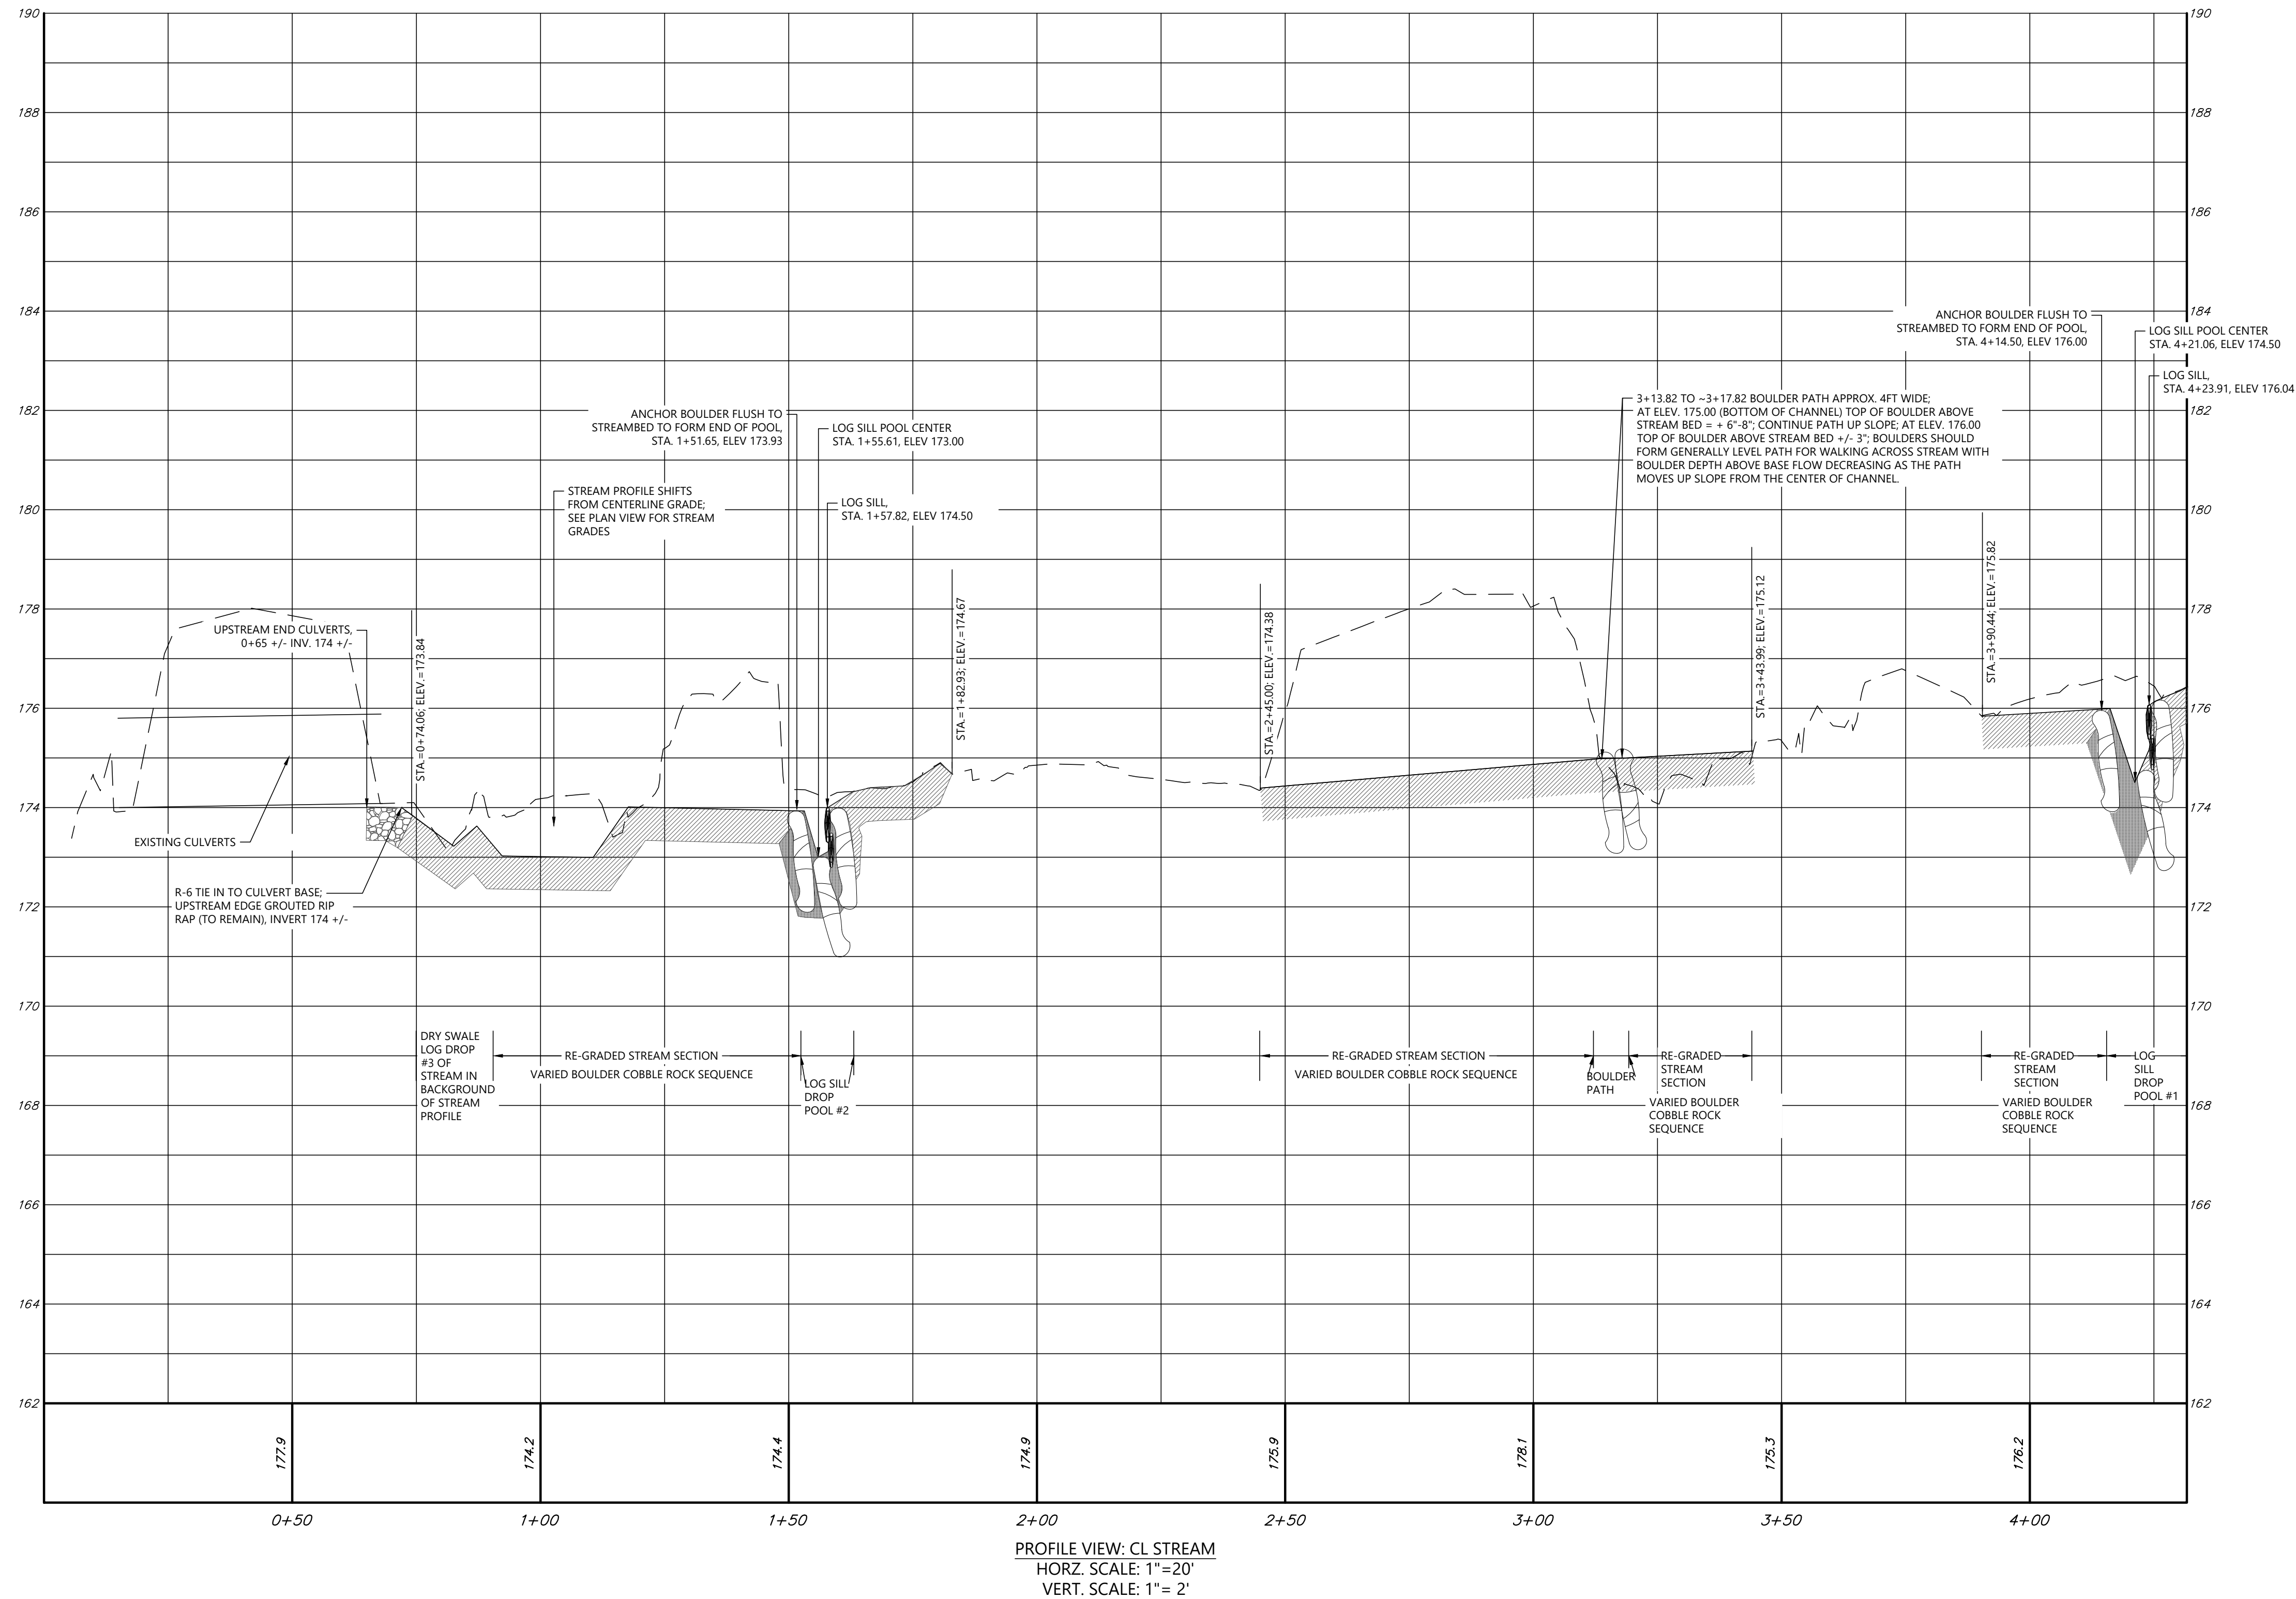 190
188
186
184
182
180
178
176
174
172
170
168
166
164
162
190
188
186
184
182
180
178
176
174
172
170
168
166
164
162
UPSTREAM END CULVERTS,
0+65 +/- INV. 174 +/-
STA.=0+74.06; ELEV.=173.84
EXISTING CULVERTS
R-6 TIE IN TO CULVERT BASE;
UPSTREAM EDGE GROUTED RIP
RAP (TO REMAIN), INVERT 174 +/-
STREAM PROFILE SHIFTS
FROM CENTERLINE GRADE;
SEE PLAN VIEW FOR STREAM
GRADES
ANCHOR BOULDER FLUSH TO
STREAMBED TO FORM END OF POOL,
STA. 1+51.65, ELEV 173.93
LOG SILL POOL CENTER
STA. 1+55.61, ELEV 173.00
LOG SILL,
STA. 1+57.82, ELEV 174.50
STA.=1+82.93; ELEV.=174.67
STA.=2+45.00; ELEV.=174.38
3+13.82 TO ~3+17.82 BOULDER PATH APPROX. 4FT WIDE;
AT ELEV. 175.00 (BOTTOM OF CHANNEL) TOP OF BOULDER ABOVE
STREAM BED = + 6"-8"; CONTINUE PATH UP SLOPE; AT ELEV. 176.00
TOP OF BOULDER ABOVE STREAM BED +/- 3"; BOULDERS SHOULD
FORM GENERALLY LEVEL PATH FOR WALKING ACROSS STREAM WITH
BOULDER DEPTH ABOVE BASE FLOW DECREASING AS THE PATH
MOVES UP SLOPE FROM THE CENTER OF CHANNEL.
STA.=3+43.99; ELEV.=175.12
STA.=3+90.44; ELEV.=175.82
ANCHOR BOULDER FLUSH TO
STREAMBED TO FORM END OF POOL,
STA. 4+14.50, ELEV 176.00
LOG SILL POOL CENTER
STA. 4+21.06, ELEV 174.50
LOG SILL,
STA. 4+23.91, ELEV 176.04
DRY SWALE
LOG DROP
#3 OF
STREAM IN
BACKGROUND
OF STREAM
PROFILE
RE-GRADED STREAM SECTION
VARIED BOULDER COBBLE ROCK SEQUENCE
LOG SILL
DROP
POOL #2
RE-GRADED STREAM SECTION
VARIED BOULDER COBBLE ROCK SEQUENCE
BOULDER
PATH
RE-GRADED
STREAM
SECTION
VARIED BOULDER
COBBLE ROCK
SEQUENCE
RE-GRADED
STREAM
SECTION
VARIED BOULDER
COBBLE ROCK
SEQUENCE
LOG
SILL
DROP
POOL #1
177.9
174.2
174.4
174.9
175.9
178.1
175.3
176.2
0+50
1+00
1+50
2+00
2+50
3+00
3+50
4+00
PROFILE VIEW: CL STREAM
HORZ. SCALE: 1"=20'
VERT. SCALE: 1"= 2'